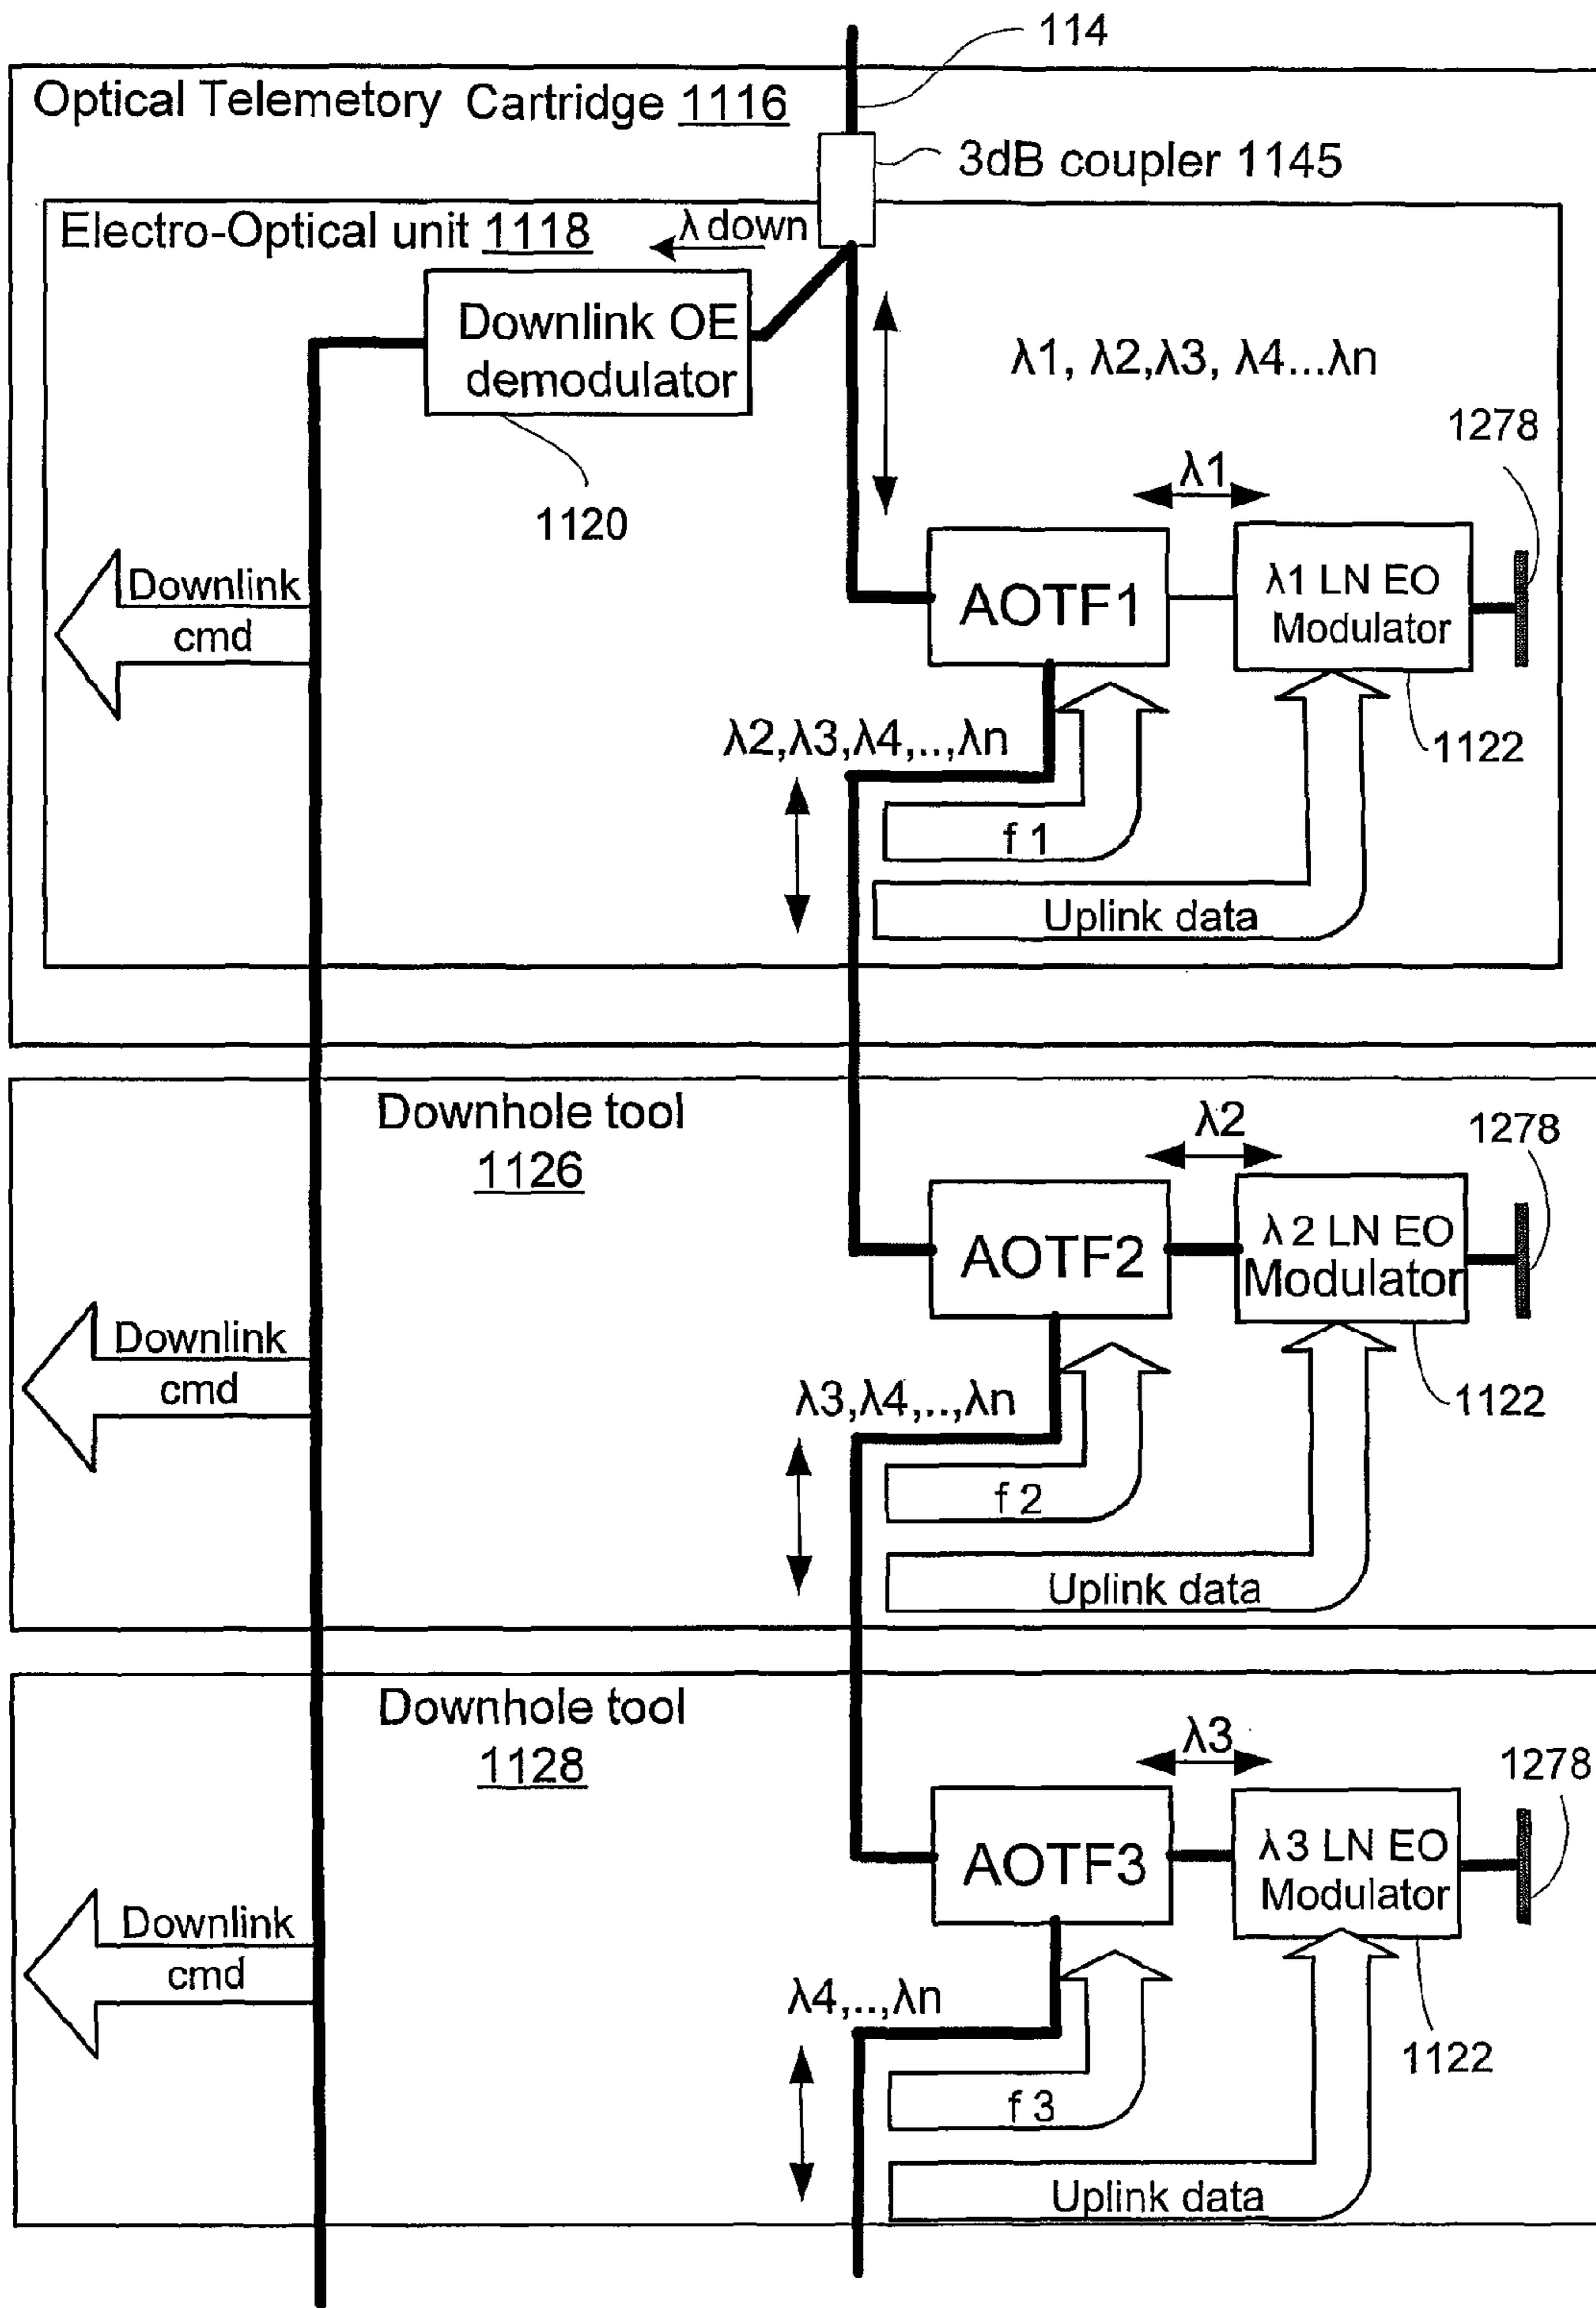 114
Optical Telemetory Cartridge 1116
3dB coupler 1145
Electro-Optical unit 1118
λ down
Downlink OE
demodulator
λ1, λ2,λ3, λ4...λn
1278
λ1
1120
AOTF1
λ1 LN EO
Modulator
Downlink
cmd
1122
λ2,λ3,λ4,..,λn
f 1
Uplink data
Downhole tool
1126
λ2
1278
AOTF2
λ 2 LN EO
Modulator
Downlink
cmd
1122
λ3,λ4,..,λn
f 2
Uplink data
Downhole tool
1128
λ3
1278
AOTF3
λ3 LN EO
Modulator
Downlink
cmd
1122
λ4,..,λn
f 3
Uplink data